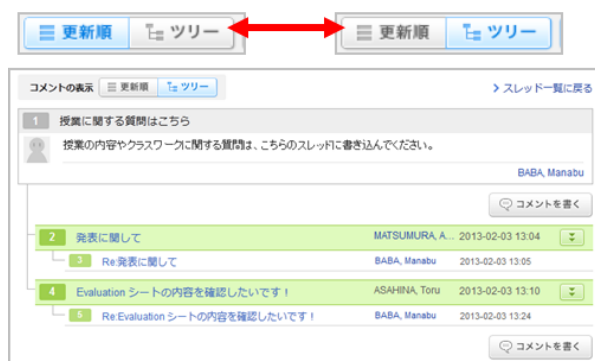 更新順 ツリー 更新順 ツリー
コメントの表示 更新順 ツリー > スレッド一覧に戻る
1 授業に関する質問はこちら
授業の内容やクラスワークに関する質問は、こちらのスレッドに書き込んでください。
BABA, Manabu
コメントを書く
2 発表に関して MATSUMURA, A... 2013-02-03 13:04
3 Re:発表に関して BABA, Manabu 2013-02-03 13:05
4 Evaluation シートの内容を確認したいです! ASAHINA, Toru 2013-02-03 13:10
5 Re:Evaluation シートの内容を確認したいです! BABA, Manabu 2013-02-03 13:24
コメントを書く